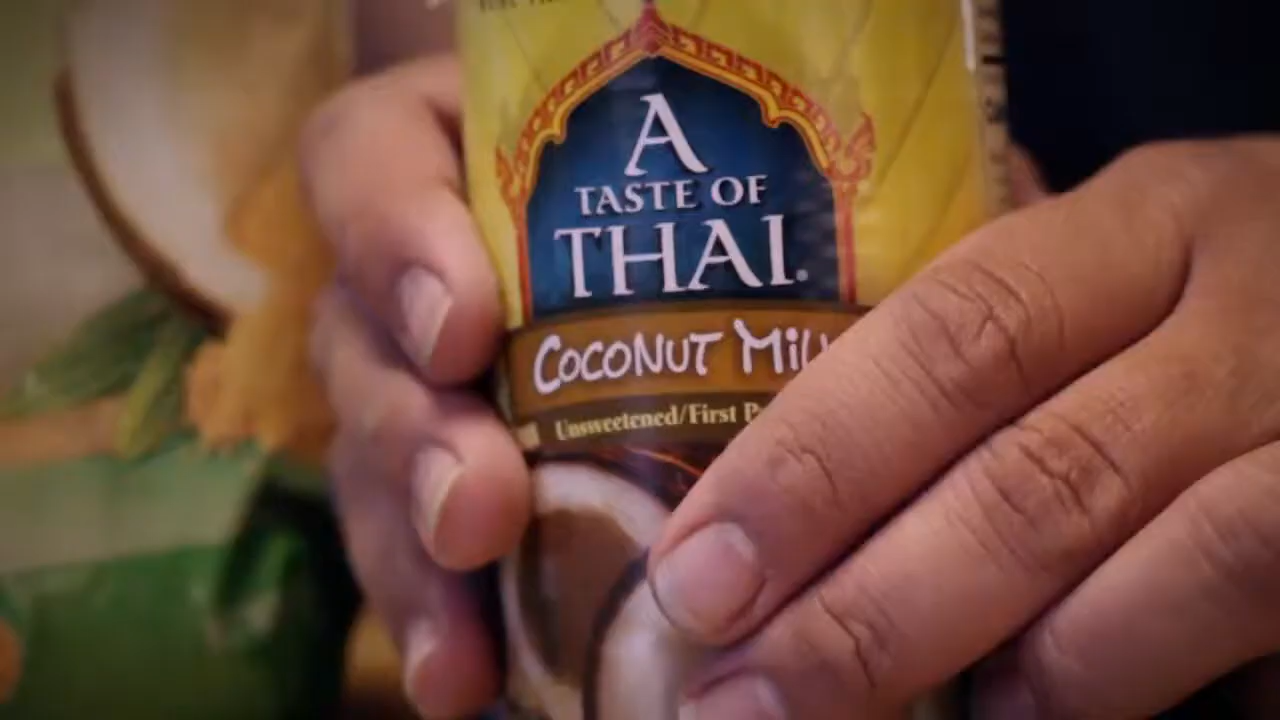 A
TASTE OF
THAI®
COCONUT MIL
Unsweetened/First P